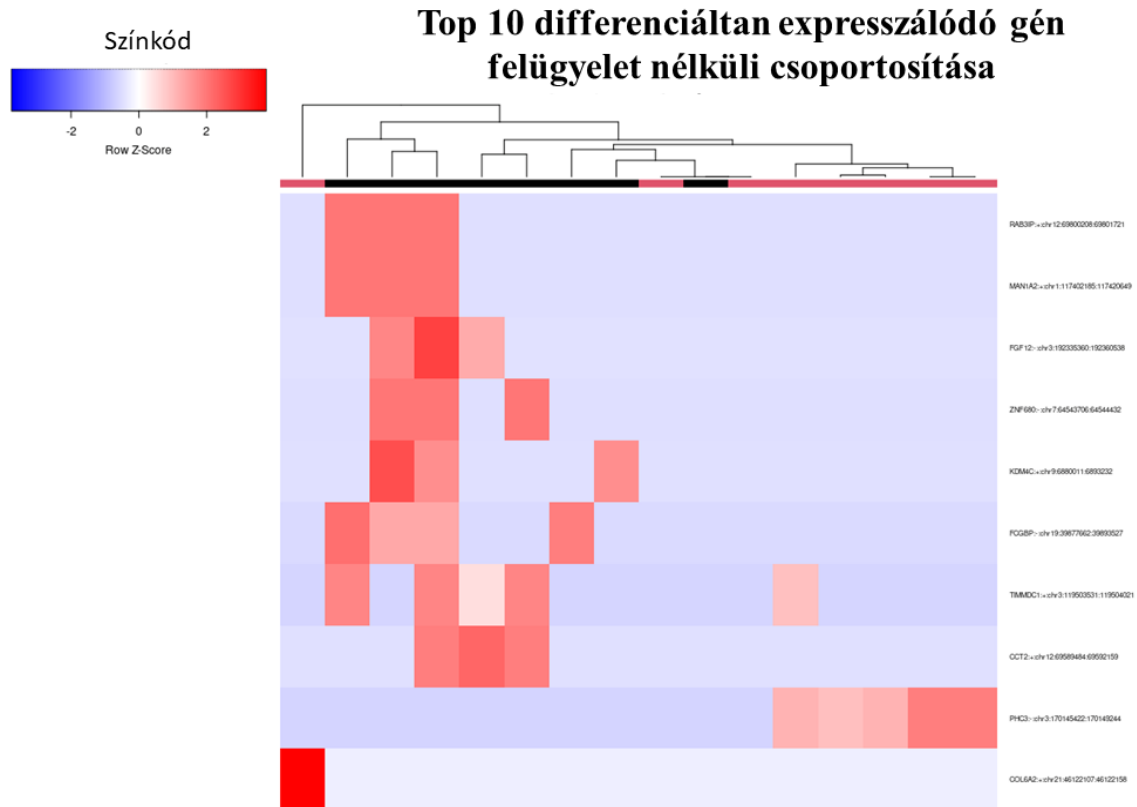 Top 10 differenciáltan expresszálódó gén
felügyelet nélküli csoportosítása
Színkód
-2 0 2
Row Z-Score
RAB3IP:+:chr12:69800208:69801721
MAN1A2:+:chr1:117402185:117420649
FGF12:-:chr3:192335360:192360538
ZNF680:-:chr7:64543706:64544432
KDM4C:+:chr9:6880011:6893232
FCGBP:-:chr19:39877662:39893527
TIMMDC1:+:chr3:119503531:119504021
CCT2:+:chr12:69589484:69592159
PHC3:-:chr3:170145422:170149244
COL6A2:+:chr21:46122107:46122158